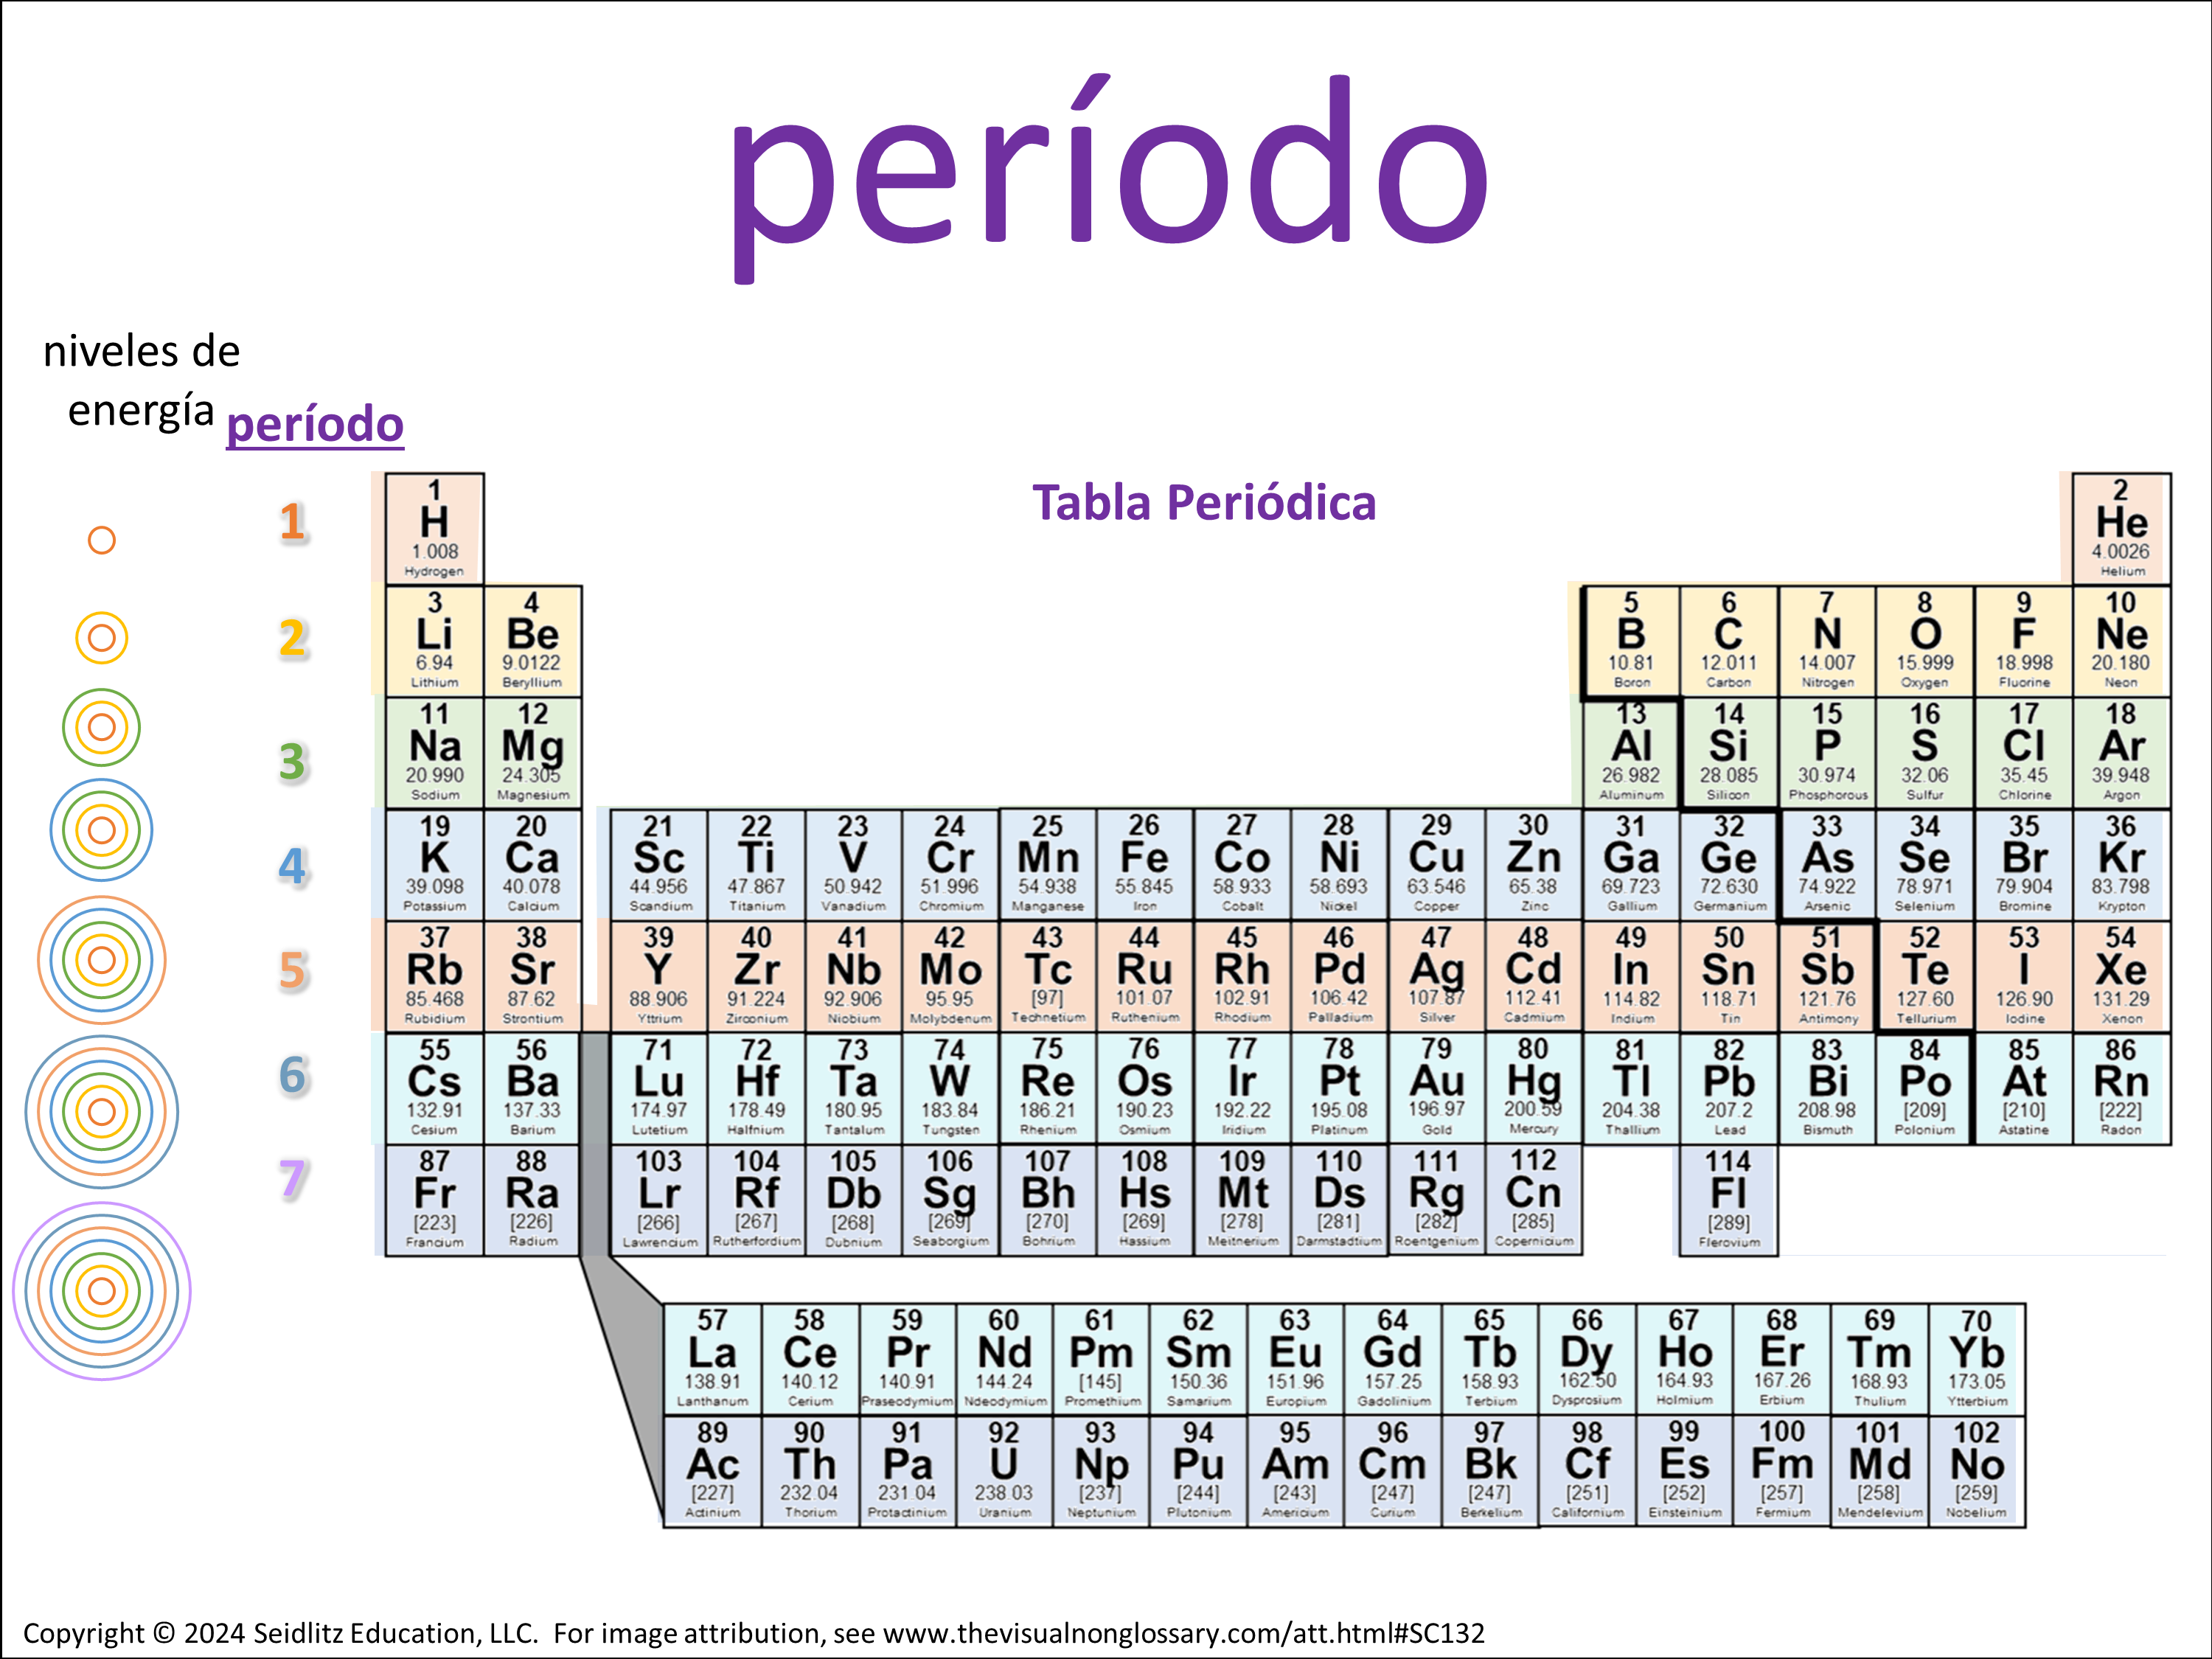 período
niveles de
energía
período
Tabla Periódica
1
1 H 1.008 Hydrogen
2 He 4.0026 Helium
2
3 Li 6.94 Lithium
4 Be 9.0122 Beryllium
5 B 10.81 Boron
6 C 12.011 Carbon
7 N 14.007 Nitrogen
8 O 15.999 Oxygen
9 F 18.998 Fluorine
10 Ne 20.180 Neon
3
11 Na 20.990 Sodium
12 Mg 24.305 Magnesium
13 Al 26.982 Aluminum
14 Si 28.085 Silicon
15 P 30.974 Phosphorous
16 S 32.06 Sulfur
17 Cl 35.45 Chlorine
18 Ar 39.948 Argon
4
19 K 39.098 Potassium
20 Ca 40.078 Calcium
21 Sc 44.956 Scandium
22 Ti 47.867 Titanium
23 V 50.942 Vanadium
24 Cr 51.996 Chromium
25 Mn 54.938 Manganese
26 Fe 55.845 Iron
27 Co 58.933 Cobalt
28 Ni 58.693 Nickel
29 Cu 63.546 Copper
30 Zn 65.38 Zinc
31 Ga 69.723 Gallium
32 Ge 72.630 Germanium
33 As 74.922 Arsenic
34 Se 78.971 Selenium
35 Br 79.904 Bromine
36 Kr 83.798 Krypton
5
37 Rb 85.468 Rubidium
38 Sr 87.62 Strontium
39 Y 88.906 Yttrium
40 Zr 91.224 Zirconium
41 Nb 92.906 Niobium
42 Mo 95.95 Molybdenum
43 Tc [97] Technetium
44 Ru 101.07 Ruthenium
45 Rh 102.91 Rhodium
46 Pd 106.42 Palladium
47 Ag 107.87 Silver
48 Cd 112.41 Cadmium
49 In 114.82 Indium
50 Sn 118.71 Tin
51 Sb 121.76 Antimony
52 Te 127.60 Tellurium
53 I 126.90 Iodine
54 Xe 131.29 Xenon
6
55 Cs 132.91 Cesium
56 Ba 137.33 Barium
71 Lu 174.97 Lutetium
72 Hf 178.49 Halfnium
73 Ta 180.95 Tantalum
74 W 183.84 Tungsten
75 Re 186.21 Rhenium
76 Os 190.23 Osmium
77 Ir 192.22 Iridium
78 Pt 195.08 Platinum
79 Au 196.97 Gold
80 Hg 200.59 Mercury
81 Tl 204.38 Thallium
82 Pb 207.2 Lead
83 Bi 208.98 Bismuth
84 Po [209] Polonium
85 At [210] Astatine
86 Rn [222] Radon
7
87 Fr [223] Francium
88 Ra [226] Radium
103 Lr [266] Lawrencium
104 Rf [267] Rutherfordium
105 Db [268] Dubnium
106 Sg [269] Seaborgium
107 Bh [270] Bohrium
108 Hs [269] Hassium
109 Mt [278] Meitnerium
110 Ds [281] Darmstadtium
111 Rg [282] Roentgenium
112 Cn [285] Copernicium
114 Fl [289] Flerovium
57 La 138.91 Lanthanum
58 Ce 140.12 Cerium
59 Pr 140.91 Praseodymium
60 Nd 144.24 Ndeodymium
61 Pm [145] Promethium
62 Sm 150.36 Samarium
63 Eu 151.96 Europium
64 Gd 157.25 Gadolinium
65 Tb 158.93 Terbium
66 Dy 162.50 Dysprosium
67 Ho 164.93 Holmium
68 Er 167.26 Erbium
69 Tm 168.93 Thulium
70 Yb 173.05 Ytterbium
89 Ac [227] Actinium
90 Th 232.04 Thorium
91 Pa 231.04 Protactinium
92 U 238.03 Uranium
93 Np [237] Neptunium
94 Pu [244] Plutonium
95 Am [243] Americium
96 Cm [247] Curium
97 Bk [247] Berkelium
98 Cf [251] Californium
99 Es [252] Einsteinium
100 Fm [257] Fermium
101 Md [258] Mendelevium
102 No [259] Nobelium
Copyright © 2024 Seidlitz Education, LLC. For image attribution, see www.thevisualnonglossary.com/att.html#SC132